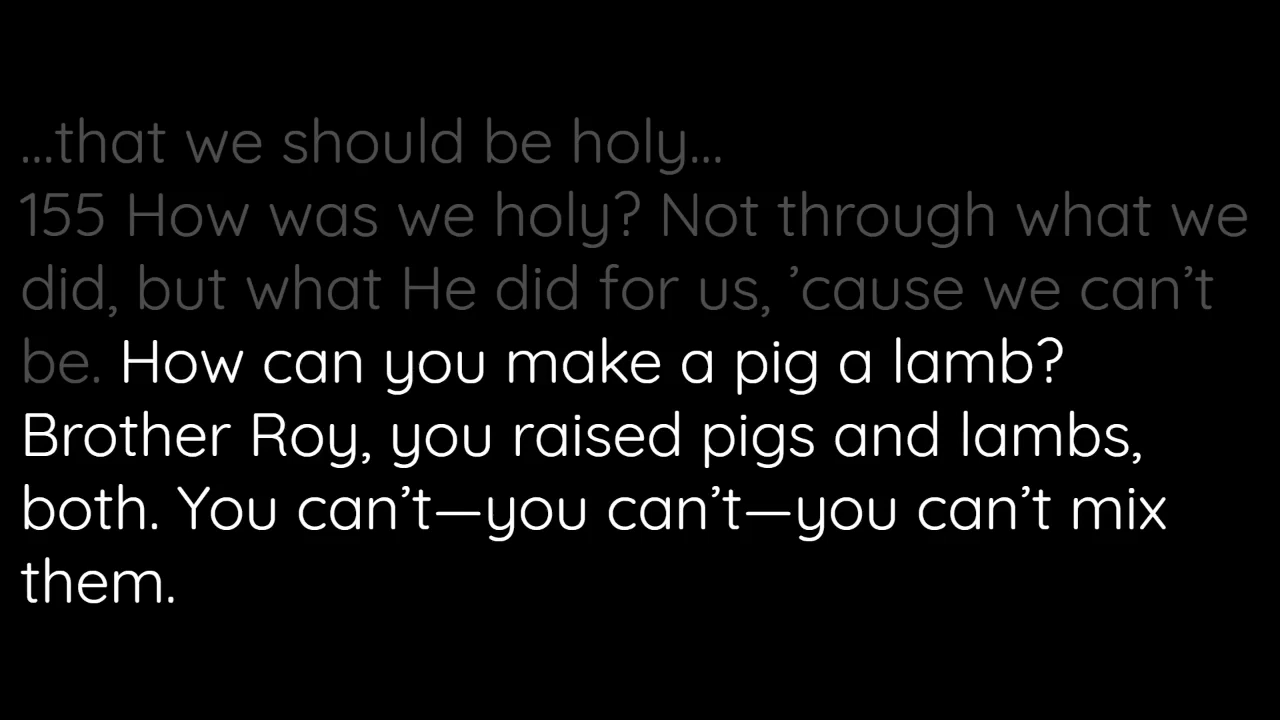 ...that we should be holy...
155 How was we holy? Not through what we
did, but what He did for us, ’cause we can’t
be. How can you make a pig a lamb?
Brother Roy, you raised pigs and lambs,
both. You can’t—you can’t—you can’t mix
them.